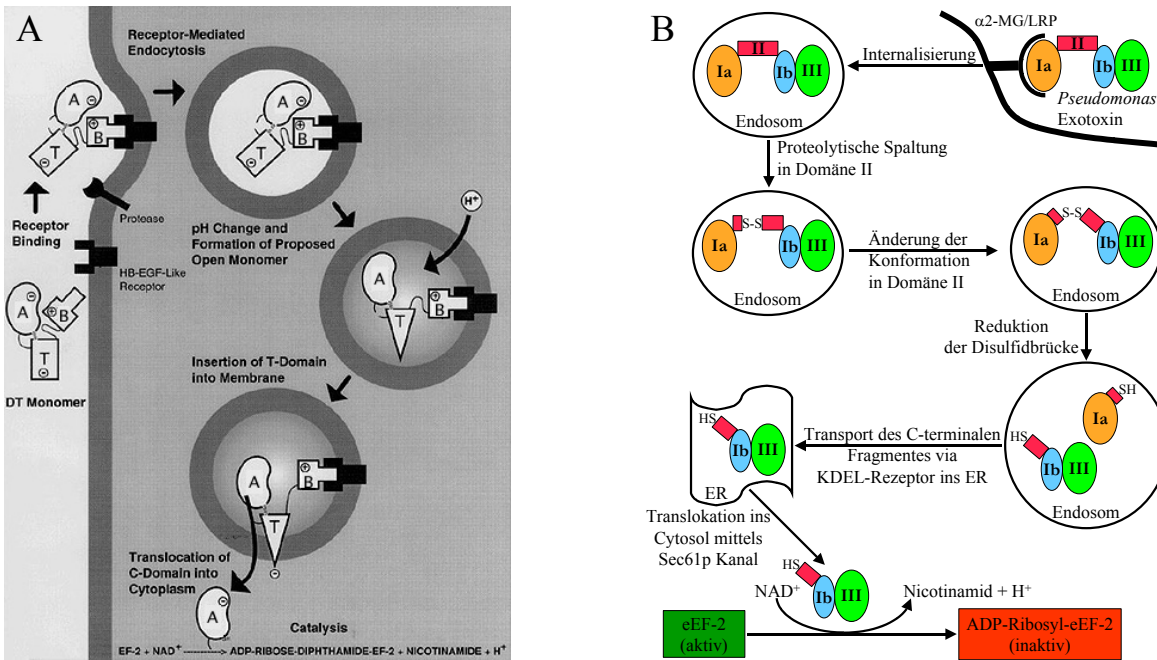 A
Receptor-Mediated
Endocytosis
A
⊖
⊕
B
T
⊖
A
⊖
⊕
B
T
⊖
Protease
Receptor
Binding
HB-EGF-Like
Receptor
pH Change and
Formation of Proposed
Open Monomer
H⁺
A
⊕
B
T
A
⊖
⊕
B
T
⊖
DT Monomer
Insertion of T-Domain
into Membrane
A
⊕
B
T
⊖
Translocation of
C-Domain into
Cytoplasm
A
⊖
Catalysis
EF-2 + NAD⁺ ----------> ADP-RIBOSE-DIPHTHAMIDE-EF-2 + NICOTINAMIDE + H⁺
B
α2-MG/LRP
Ia
II
Ib
III
Endosom
Internalisierung
Ia
II
Ib
III
Pseudomonas
Exotoxin
Proteolytische Spaltung
in Domäne II
Ia
S-S
Ib
III
Endosom
Änderung der
Konformation
in Domäne II
Ia
S-S
Ib
III
Endosom
Reduktion
der Disulfidbrücke
SH
Ia
HS
Ib
III
Endosom
Transport des C-terminalen
Fragmentes via
KDEL-Rezeptor ins ER
HS
Ib
III
ER
Translokation ins
Cytosol mittels
Sec61p Kanal
HS
Ib
III
NAD⁺
Nicotinamid + H⁺
eEF-2
(aktiv)
ADP-Ribosyl-eEF-2
(inaktiv)